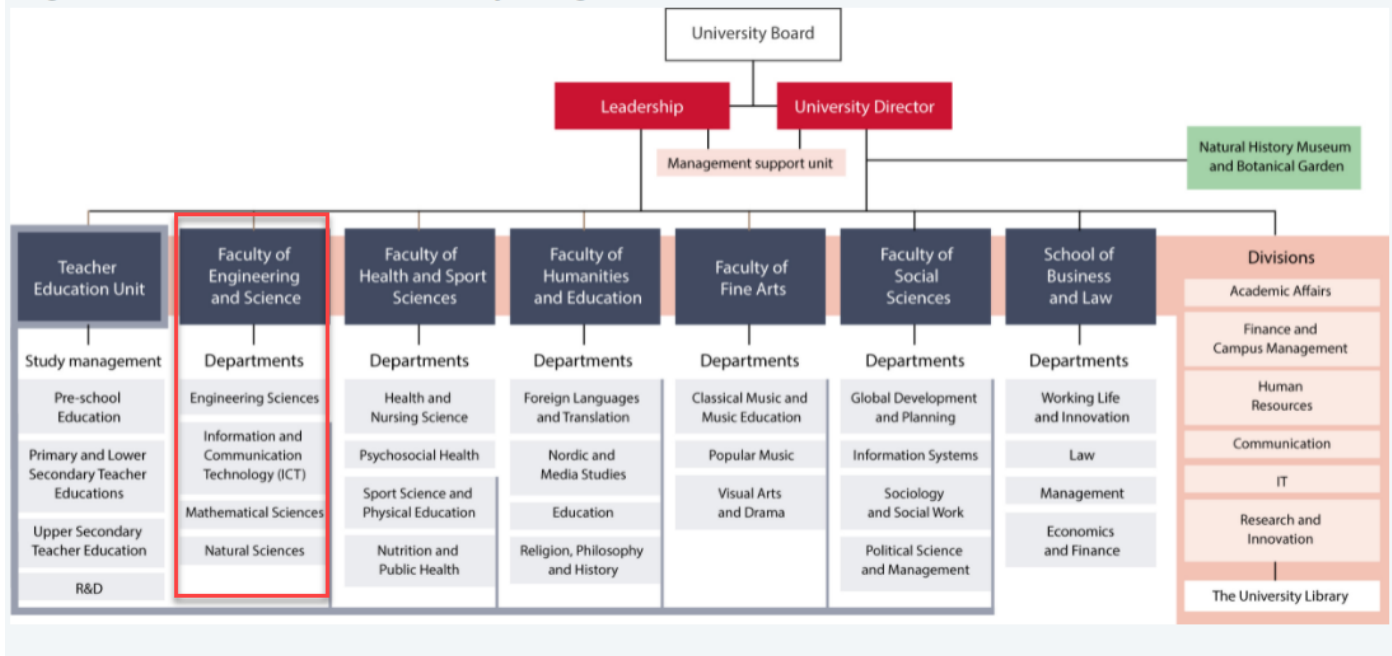 University Board
Leadership
University Director
Management support unit
Natural History Museum
and Botanical Garden
Teacher
Education Unit
Study management
Pre-school
Education
Primary and Lower
Secondary Teacher
Educations
Upper Secondary
Teacher Education
R&D
Faculty of
Engineering
and Science
Departments
Engineering Sciences
Information and
Communication
Technology (ICT)
Mathematical Sciences
Natural Sciences
Faculty of
Health and Sport
Sciences
Departments
Health and
Nursing Science
Psychosocial Health
Sport Science and
Physical Education
Nutrition and
Public Health
Faculty of
Humanities
and Education
Departments
Foreign Languages
and Translation
Nordic and
Media Studies
Education
Religion, Philosophy
and History
Faculty of
Fine Arts
Departments
Classical Music and
Music Education
Popular Music
Visual Arts
and Drama
Faculty of
Social
Sciences
Departments
Global Development
and Planning
Information Systems
Sociology
and Social Work
Political Science
and Management
School of
Business
and Law
Departments
Working Life
and Innovation
Law
Management
Economics
and Finance
Divisions
Academic Affairs
Finance and
Campus Management
Human
Resources
Communication
IT
Research and
Innovation
The University Library